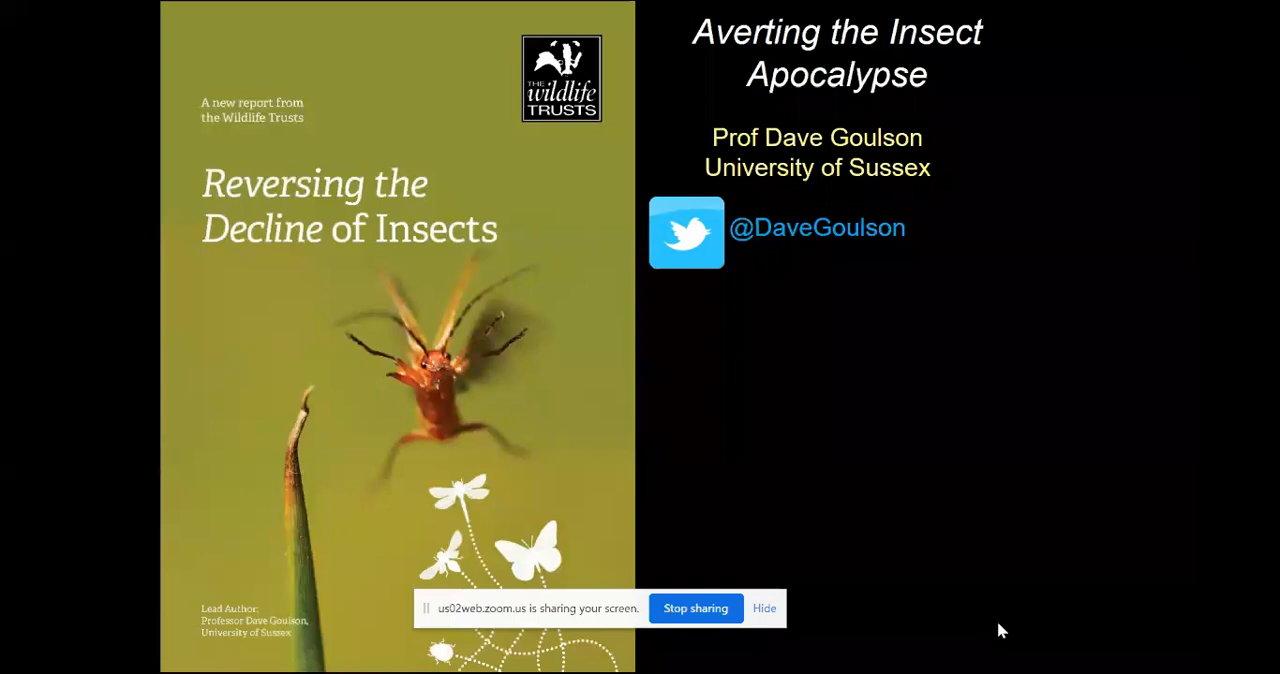 A new report from
the Wildlife Trusts
THE
wildlife
TRUSTS
Reversing the
Decline of Insects
Lead Author:
Professor Dave Goulson,
University of Sussex
Averting the Insect
Apocalypse
Prof Dave Goulson
University of Sussex
@DaveGoulson
us02web.zoom.us is sharing your screen.
Stop sharing
Hide